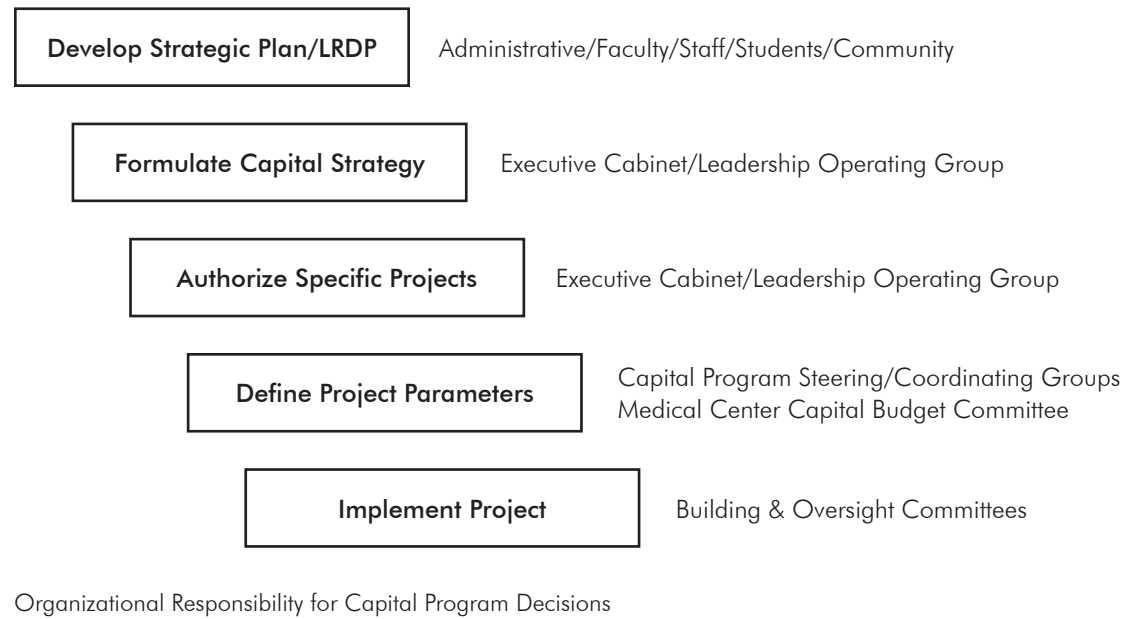 Develop Strategic Plan/LRDP
Administrative/Faculty/Staff/Students/Community
Formulate Capital Strategy
Executive Cabinet/Leadership Operating Group
Authorize Specific Projects
Executive Cabinet/Leadership Operating Group
Define Project Parameters
Capital Program Steering/Coordinating Groups
Medical Center Capital Budget Committee
Implement Project
Building & Oversight Committees
Organizational Responsibility for Capital Program Decisions